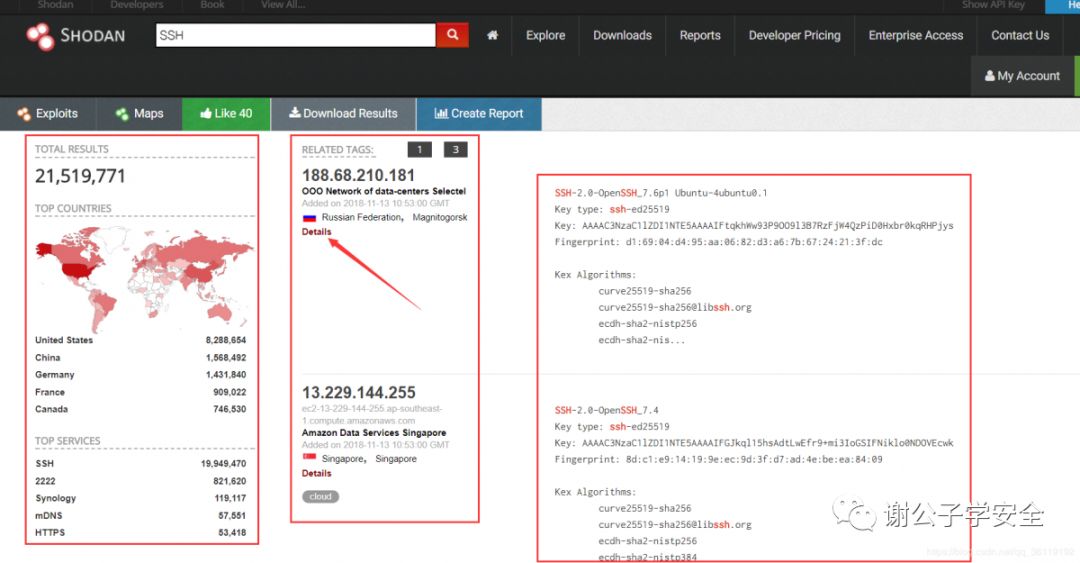 Shodan Developers Book View All... Show API Key He
SHODAN SSH Explore Downloads Reports Developer Pricing Enterprise Access Contact Us
My Account
Exploits Maps Like 40 Download Results Create Report
TOTAL RESULTS
21,519,771
TOP COUNTRIES
United States 8,288,654
China 1,568,492
Germany 1,431,840
France 909,022
Canada 746,530
TOP SERVICES
SSH 19,949,470
2222 821,620
Synology 119,117
mDNS 57,551
HTTPS 53,418
RELATED TAGS: 1 3
188.68.210.181
OOO Network of data-centers Selectel
Added on 2018-11-13 10:53:00 GMT
Russian Federation, Magnitogorsk
Details
13.229.144.255
ec2-13-229-144-255.ap-southeast-
1.compute.amazonaws.com
Amazon Data Services Singapore
Added on 2018-11-13 10:53:00 GMT
Singapore, Singapore
Details
cloud
SSH-2.0-OpenSSH_7.6p1 Ubuntu-4ubuntu0.1
Key type: ssh-ed25519
Key: AAAAC3NzaC1lZDI1NTE5AAAAIFtqkhWw93P9OO9l3B7RzFjW4QzPiD0Hxbr0kqRHPjys
Fingerprint: d1:69:04:d4:95:aa:06:82:d3:a6:7b:67:24:21:3f:dc
Kex Algorithms:
curve25519-sha256
curve25519-sha256@libssh.org
ecdh-sha2-nistp256
ecdh-sha2-nis...
SSH-2.0-OpenSSH_7.4
Key type: ssh-ed25519
Key: AAAAC3NzaC1lZDI1NTE5AAAAIFGJkql15hsAdtLwEfr9+mi3IoGSIFNiklo0NDOVEcwk
Fingerprint: 8d:c1:e9:14:19:9e:ec:9d:3f:d7:ad:4e:be:ea:84:09
Kex Algorithms:
curve25519-sha256
curve25519-sha256@libssh.org
ecdh-sha2-nistp256
ecdh-sha2-nistp384
谢公子学安全